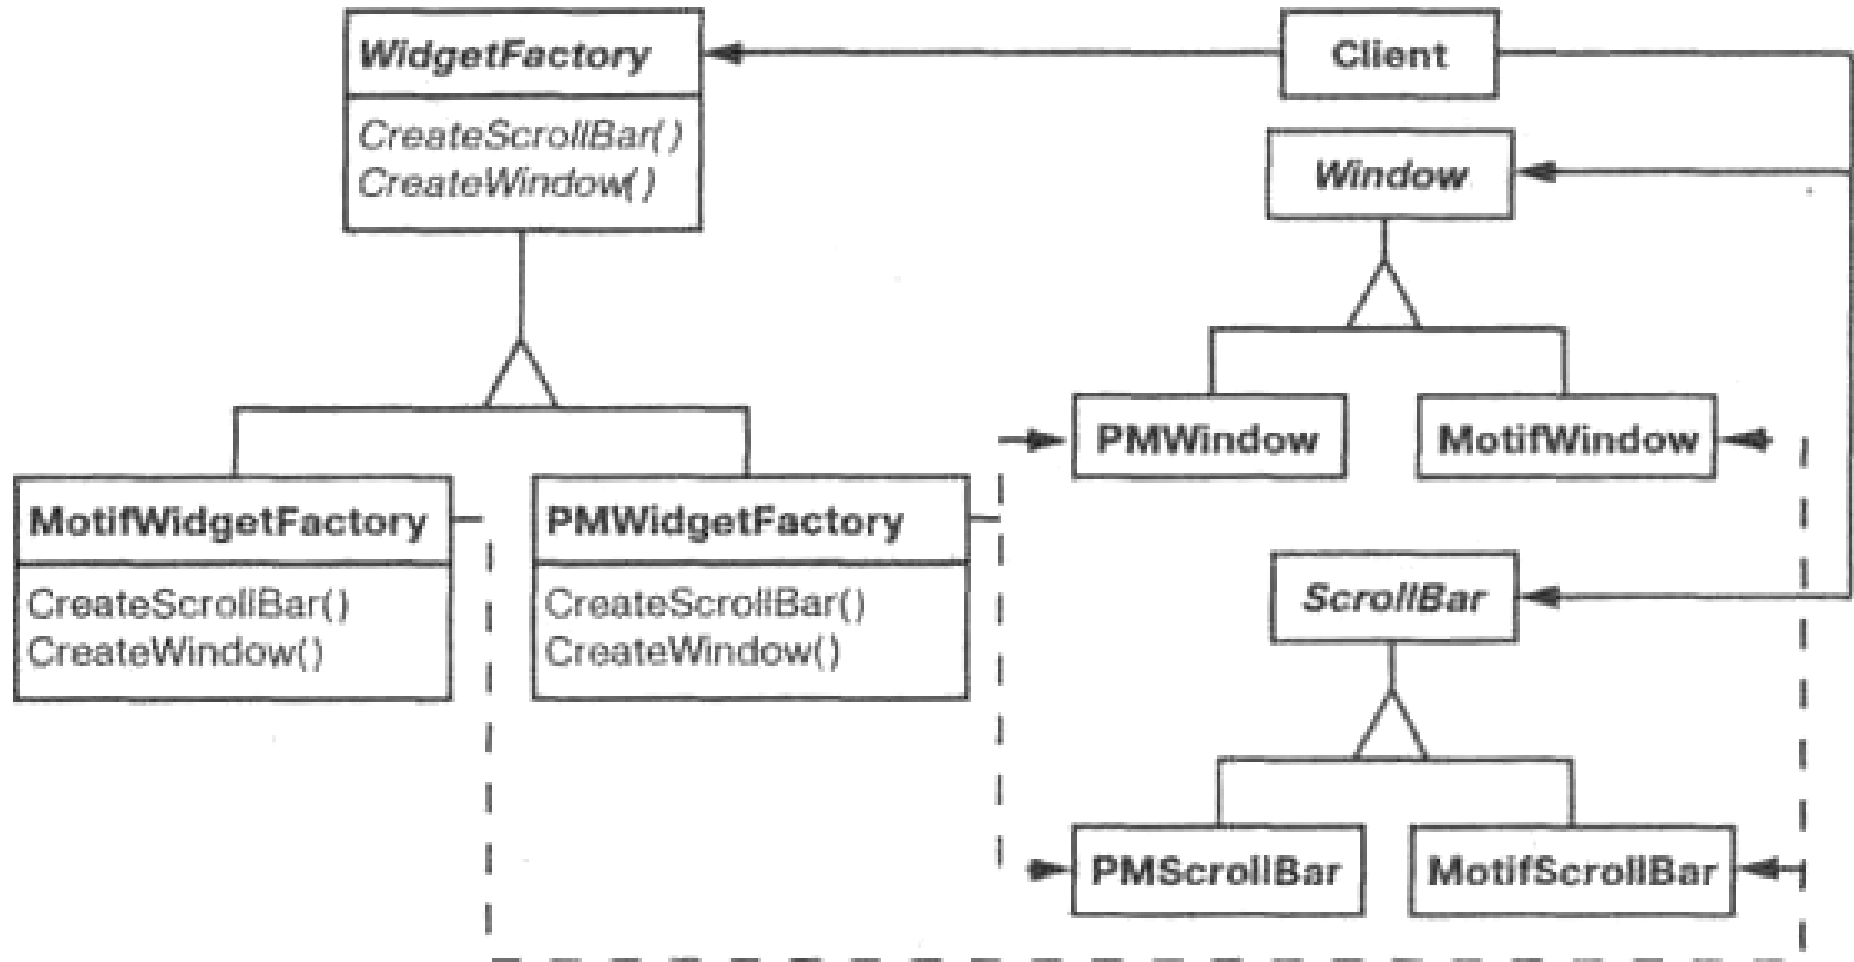 WidgetFactory
CreateScrollBar()
CreateWindow()
Client
Window
PMWindow
MotifWindow
MotifWidgetFactory
CreateScrollBar()
CreateWindow()
PMWidgetFactory
CreateScrollBar()
CreateWindow()
ScrollBar
PMScrollBar
MotifScrollBar